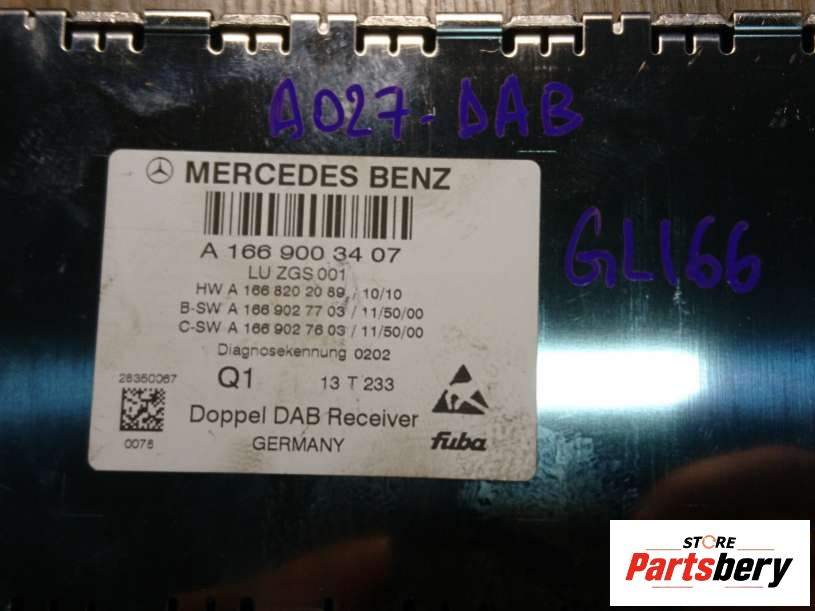 A027-DAB
MERCEDES BENZ
A 166 900 34 07
LU ZGS 001
HW A 166 820 20 89 / 10/10
B-SW A 166 902 77 03 / 11/50/00
C-SW A 166 902 76 03 / 11/50/00
Diagnosekennung 0202
28350067
Q1 13 T 233
0078
Doppel DAB Receiver
GERMANY
fuba
GL166
STORE
Partsbery